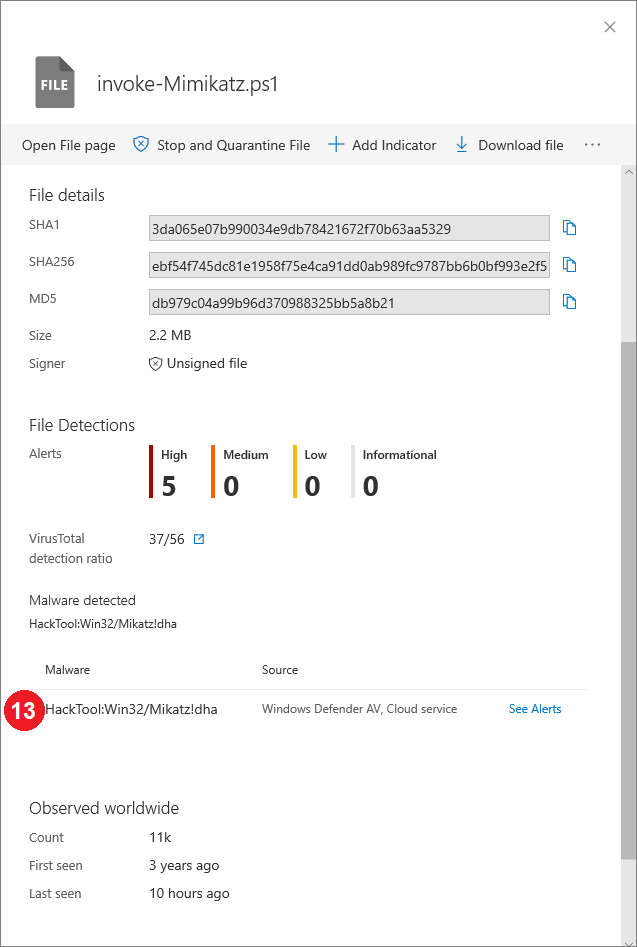 FILE
invoke-Mimikatz.ps1
Open File page Stop and Quarantine File Add Indicator Download file ...
File details
SHA1 3da065e07b990034e9db78421672f70b63aa5329
SHA256 ebf54f745dc81e1958f75e4ca91dd0ab989fc9787bb6b0bf993e2f5
MD5 db979c04a99b96d370988325bb5a8b21
Size 2.2 MB
Signer Unsigned file
File Detections
Alerts High Medium Low Informational
5 0 0 0
VirusTotal 37/56
detection ratio
Malware detected
HackTool:Win32/Mikatz!dha
Malware Source
13 HackTool:Win32/Mikatz!dha Windows Defender AV, Cloud service See Alerts
Observed worldwide
Count 11k
First seen 3 years ago
Last seen 10 hours ago